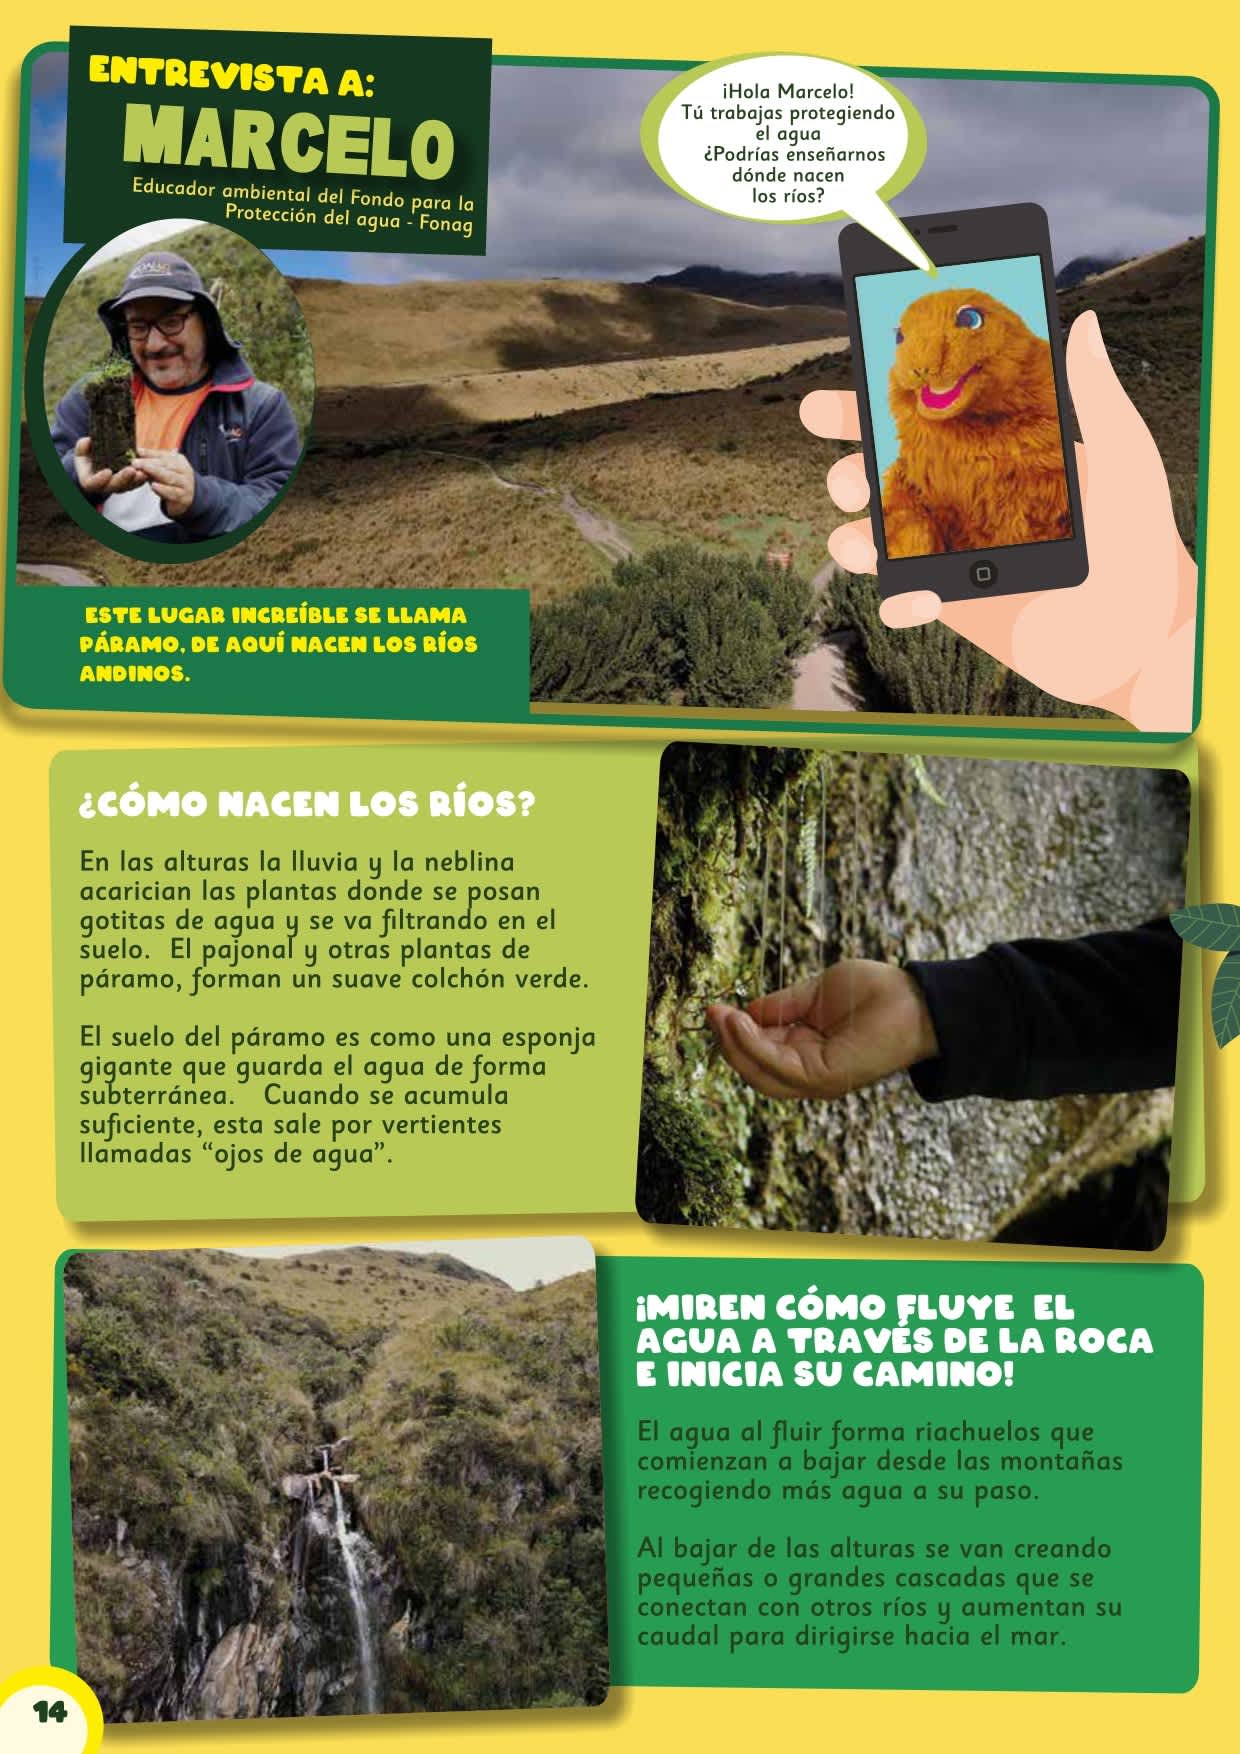 ENTREVISTA A:
MARCELO
Educador ambiental del Fondo para la
Protección del agua - Fonag
¡Hola Marcelo!
Tú trabajas protegiendo
el agua
¿Podrías enseñarnos
dónde nacen
los ríos?
ESTE LUGAR INCREÍBLE SE LLAMA
PÁRAMO, DE AQUÍ NACEN LOS RÍOS
ANDINOS.
¿CÓMO NACEN LOS RÍOS?
En las alturas la lluvia y la neblina
acarician las plantas donde se posan
gotitas de agua y se va filtrando en el
suelo.  El pajonal y otras plantas de
páramo, forman un suave colchón verde.
El suelo del páramo es como una esponja
gigante que guarda el agua de forma
subterránea.   Cuando se acumula
suficiente, esta sale por vertientes
llamadas “ojos de agua”.
¡MIREN CÓMO FLUYE  EL
AGUA A TRAVÉS DE LA ROCA
E INICIA SU CAMINO!
El agua al fluir forma riachuelos que
comienzan a bajar desde las montañas
recogiendo más agua a su paso.
Al bajar de las alturas se van creando
pequeñas o grandes cascadas que se
conectan con otros ríos y aumentan su
caudal para dirigirse hacia el mar.
14